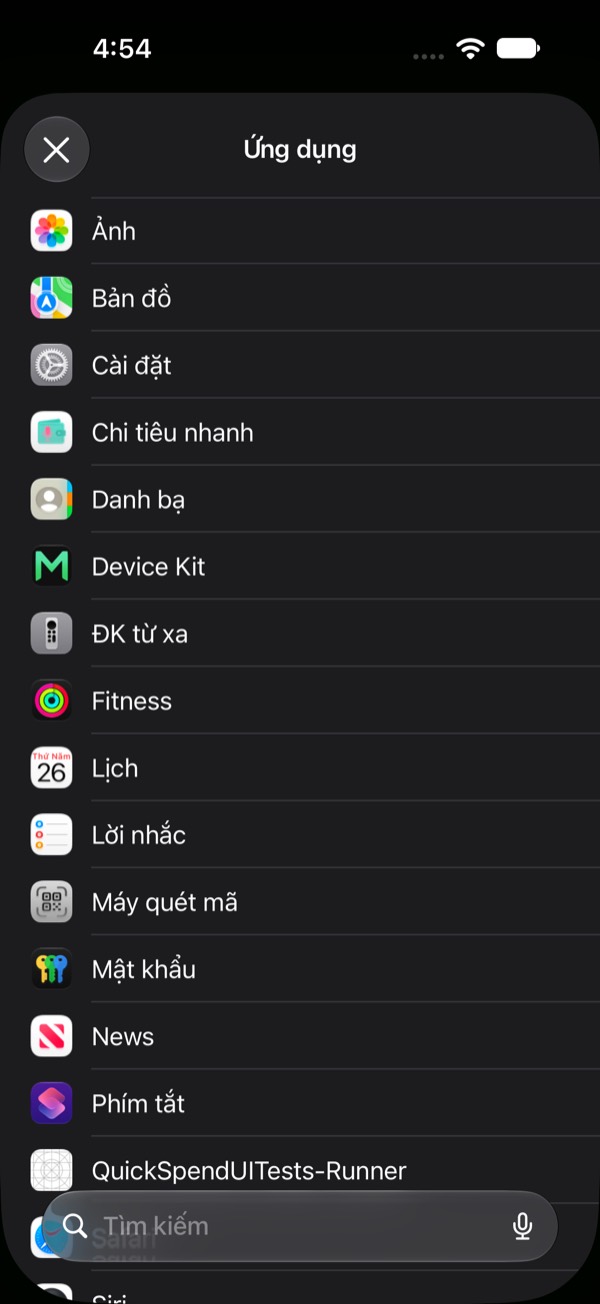 4:54
Ứng dụng
Ảnh
Bản đồ
Cài đặt
Chi tiêu nhanh
Danh bạ
Device Kit
ĐK từ xa
Fitness
Thứ Năm
26
Lịch
Lời nhắc
Máy quét mã
Mật khẩu
News
Phím tắt
QuickSpendUITests-Runner
Tìm kiếm
Safari
Siri